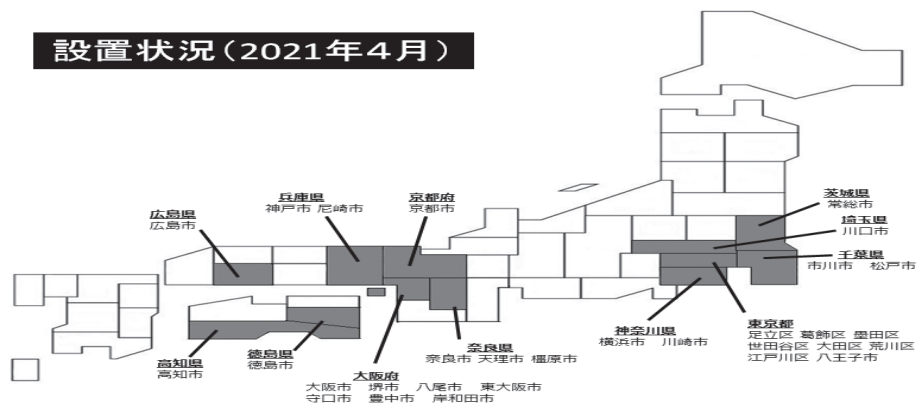 設置状況(2021年4月)
兵庫県
神戸市 尼崎市
京都府
京都市
広島県
広島市
茨城県
常総市
埼玉県
川口市
千葉県
市川市 松戸市
東京都
足立区 葛飾区 墨田区
世田谷区 大田区 荒川区
江戸川区 八王子市
神奈川県
横浜市 川崎市
奈良県
奈良市 天理市 橿原市
徳島県
徳島市
高知県
高知市
大阪府
大阪市 堺市 八尾市 東大阪市
守口市 豊中市 岸和田市